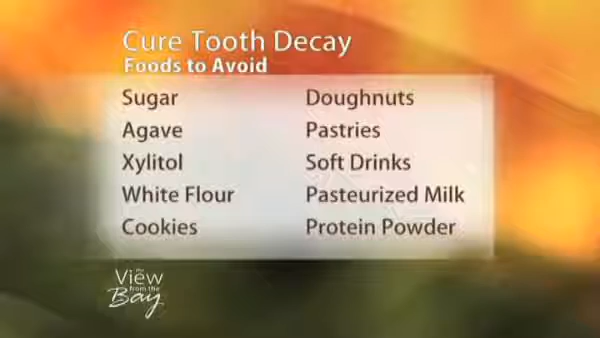 Cure Tooth Decay
Foods to Avoid
Sugar
Agave
Xylitol
White Flour
Cookies
Doughnuts
Pastries
Soft Drinks
Pasteurized Milk
Protein Powder
the
View
from the
Bay